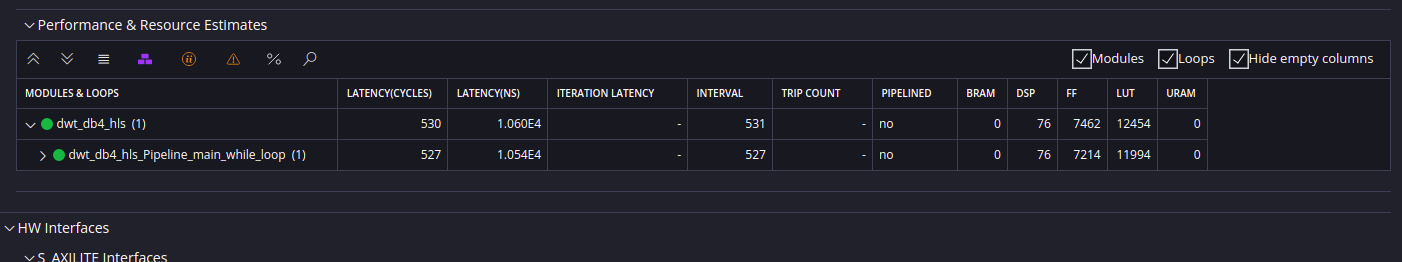 Performance & Resource Estimates
% Modules Loops Hide empty columns
MODULES & LOOPS LATENCY(CYCLES) LATENCY(NS) ITERATION LATENCY INTERVAL TRIP COUNT PIPELINED BRAM DSP FF LUT URAM
dwt_db4_hls (1) 530 1.060E4 - 531 - no 0 76 7462 12454 0
dwt_db4_hls_Pipeline_main_while_loop (1) 527 1.054E4 - 527 - no 0 76 7214 11994 0
HW Interfaces
S_AXILITE Interfaces